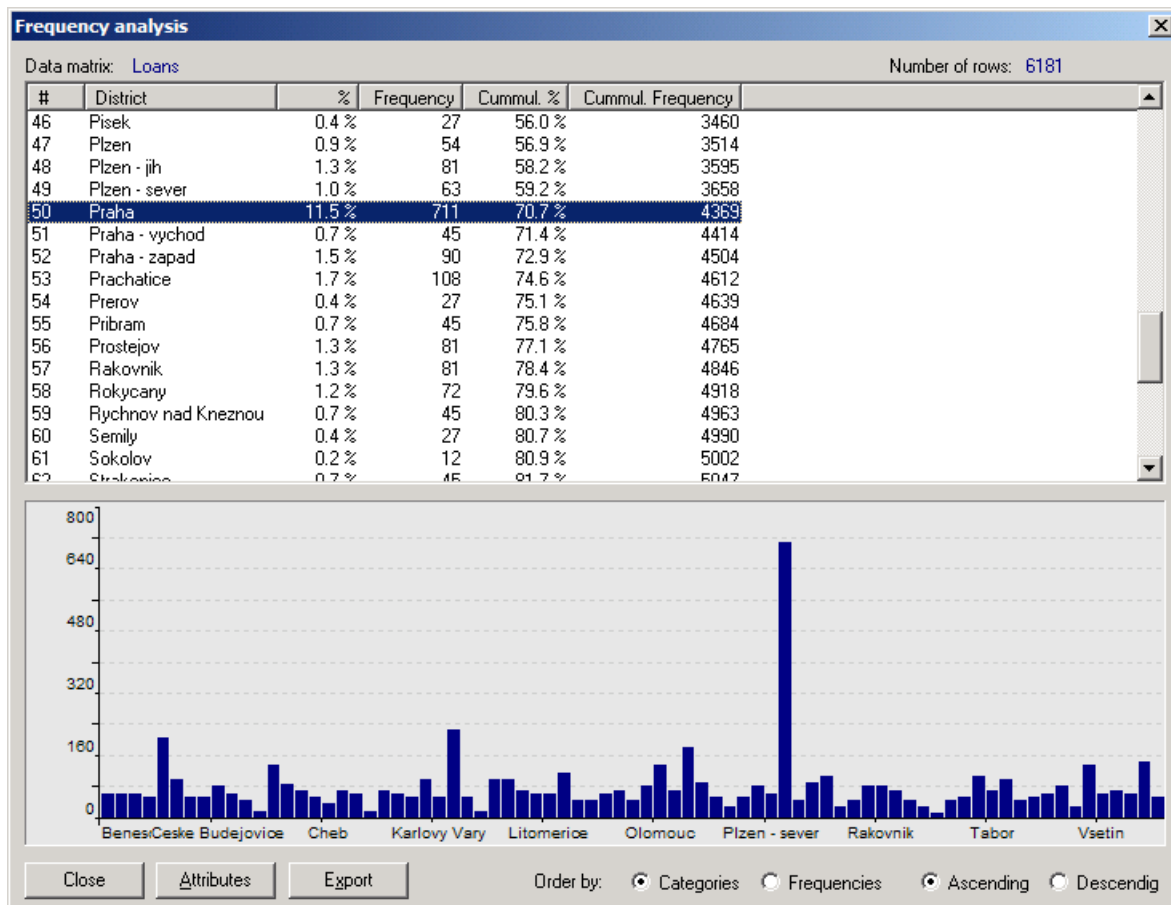 Frequency analysis
Data matrix: Loans Number of rows: 6181
# District % Frequency Cummul. % Cummul. Frequency
46 Pisek 0.4 % 27 56.0 % 3460
47 Plzen 0.9 % 54 56.9 % 3514
48 Plzen - jih 1.3 % 81 58.2 % 3595
49 Plzen - sever 1.0 % 63 59.2 % 3658
50 Praha 11.5 % 711 70.7 % 4369
51 Praha - vychod 0.7 % 45 71.4 % 4414
52 Praha - zapad 1.5 % 90 72.9 % 4504
53 Prachatice 1.7 % 108 74.6 % 4612
54 Prerov 0.4 % 27 75.1 % 4639
55 Pribram 0.7 % 45 75.8 % 4684
56 Prostejov 1.3 % 81 77.1 % 4765
57 Rakovnik 1.3 % 81 78.4 % 4846
58 Rokycany 1.2 % 72 79.6 % 4918
59 Rychnov nad Kneznou 0.7 % 45 80.3 % 4963
60 Semily 0.4 % 27 80.7 % 4990
61 Sokolov 0.2 % 12 80.9 % 5002
62 Strakonice 0.7 % 45 81.7 % 5047
800
640
480
320
160
0
Benes Ceske Budejovice Cheb Karlovy Vary Litomerice Olomouc Plzen - sever Rakovnik Tabor Vsetin
Close Attributes Export Order by: Categories Frequencies Ascending Descendig